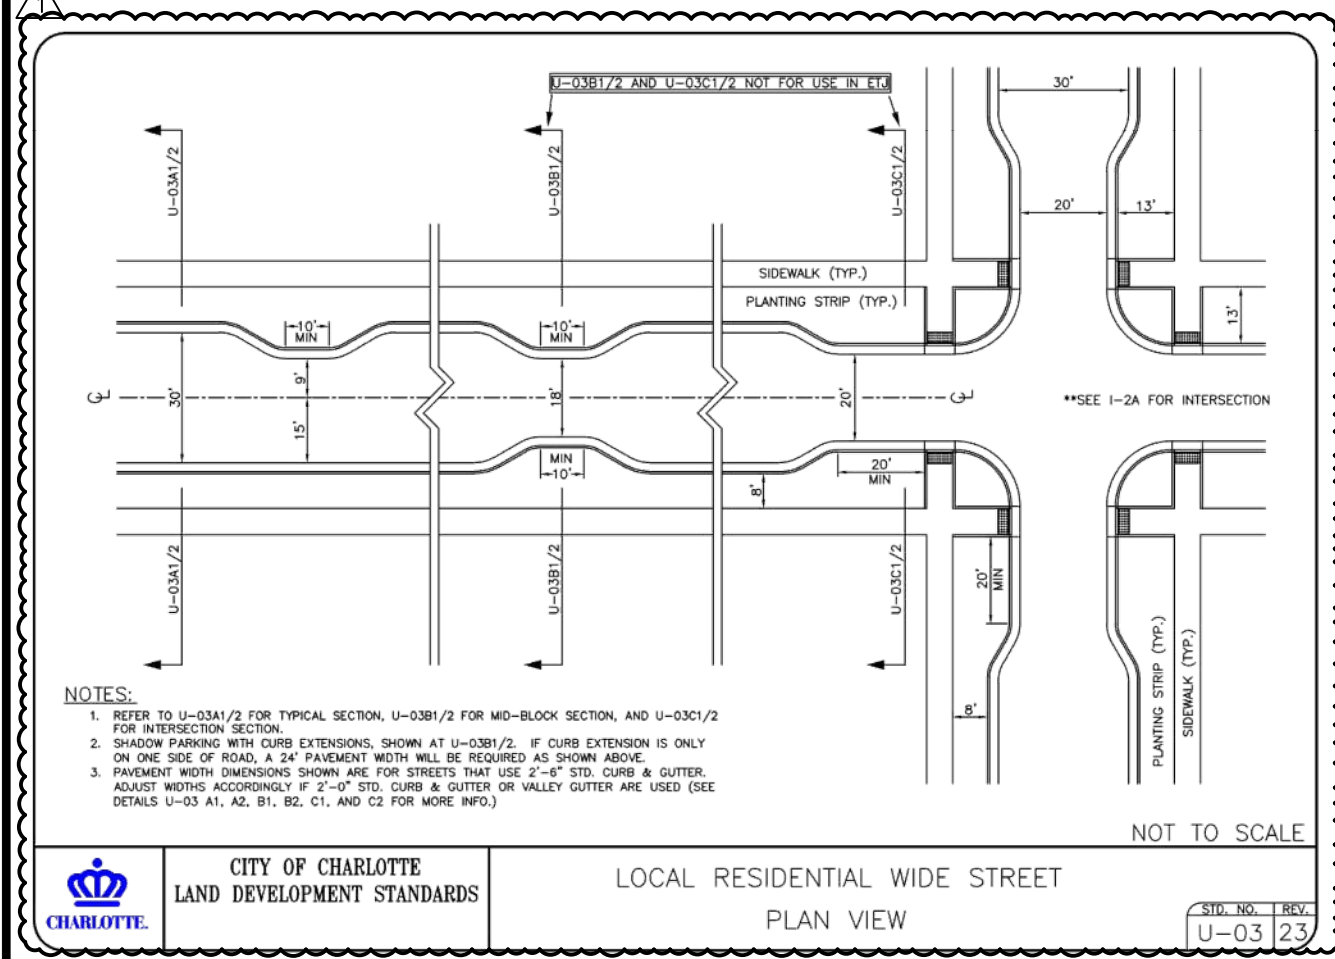 1
U-03B1/2 AND U-03C1/2 NOT FOR USE IN ETJ
30'
U-03A1/2
U-03B1/2
U-03C1/2
20'
13'
SIDEWALK (TYP.)
PLANTING STRIP (TYP.)
13'
10'
MIN
10'
MIN
9'
30'
15'
18'
20'
**SEE I-2A FOR INTERSECTION
MIN
10'
20'
MIN
8'
U-03A1/2
U-03B1/2
U-03C1/2
20'
MIN
8'
PLANTING STRIP (TYP.)
SIDEWALK (TYP.)
NOTES:
1. REFER TO U-03A1/2 FOR TYPICAL SECTION, U-03B1/2 FOR MID-BLOCK SECTION, AND U-03C1/2
FOR INTERSECTION SECTION.
2. SHADOW PARKING WITH CURB EXTENSIONS, SHOWN AT U-03B1/2. IF CURB EXTENSION IS ONLY
ON ONE SIDE OF ROAD, A 24' PAVEMENT WIDTH WILL BE REQUIRED AS SHOWN ABOVE.
3. PAVEMENT WIDTH DIMENSIONS SHOWN ARE FOR STREETS THAT USE 2'-6" STD. CURB & GUTTER.
ADJUST WIDTHS ACCORDINGLY IF 2'-0" STD. CURB & GUTTER OR VALLEY GUTTER ARE USED (SEE
DETAILS U-03 A1, A2, B1, B2, C1, AND C2 FOR MORE INFO.)
NOT TO SCALE
CHARLOTTE.
CITY OF CHARLOTTE
LAND DEVELOPMENT STANDARDS
LOCAL RESIDENTIAL WIDE STREET
PLAN VIEW
STD. NO. REV.
U-03 23